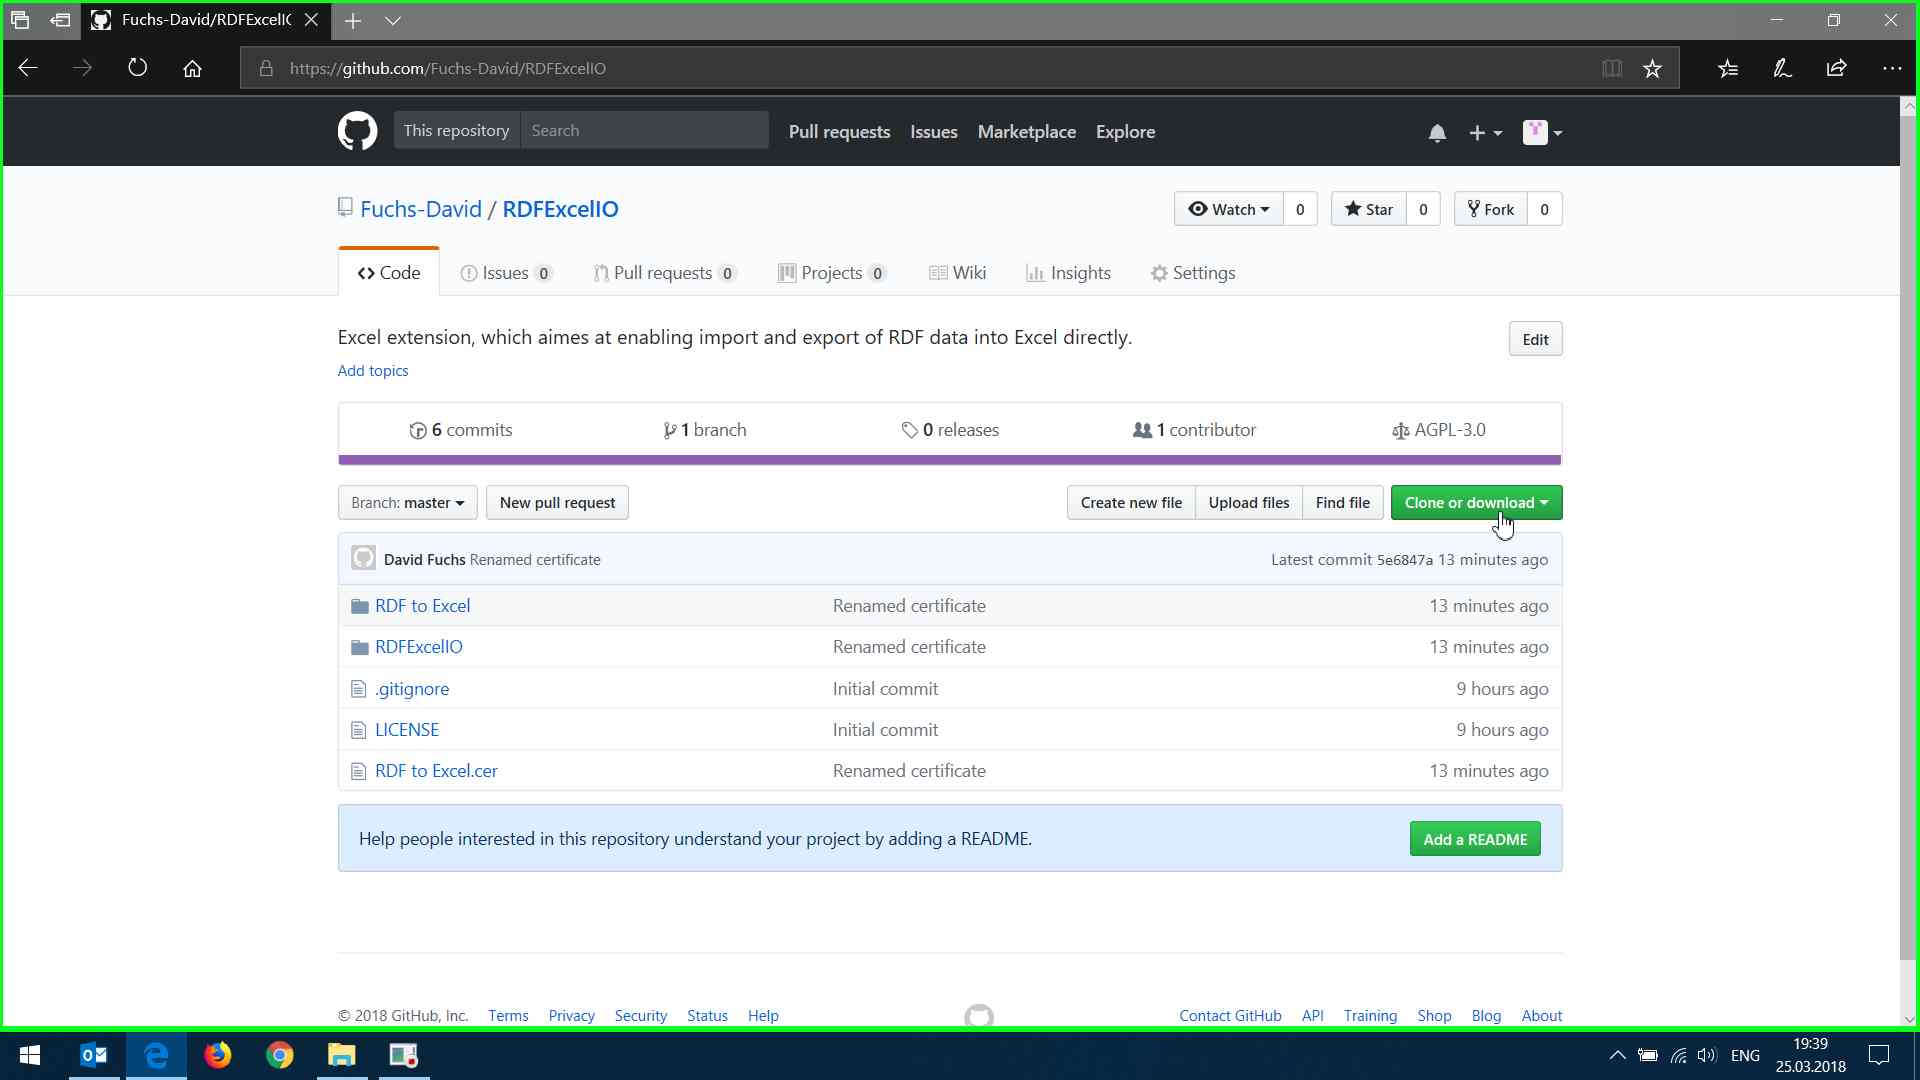 Fuchs-David/RDFExcelIO
https://github.com/Fuchs-David/RDFExcelIO
This repository Search Pull requests Issues Marketplace Explore
Fuchs-David / RDFExcelIO
Watch 0 Star 0 Fork 0
Code Issues 0 Pull requests 0 Projects 0 Wiki Insights Settings
Excel extension, which aimes at enabling import and export of RDF data into Excel directly.
Edit
Add topics
6 commits 1 branch 0 releases 1 contributor AGPL-3.0
Branch: master New pull request Create new file Upload files Find file Clone or download
David Fuchs Renamed certificate Latest commit 5e6847a 13 minutes ago
RDF to Excel Renamed certificate 13 minutes ago
RDFExcelIO Renamed certificate 13 minutes ago
.gitignore Initial commit 9 hours ago
LICENSE Initial commit 9 hours ago
RDF to Excel.cer Renamed certificate 13 minutes ago
Help people interested in this repository understand your project by adding a README. Add a README
© 2018 GitHub, Inc. Terms Privacy Security Status Help Contact GitHub API Training Shop Blog About
ENG
19:39
25.03.2018